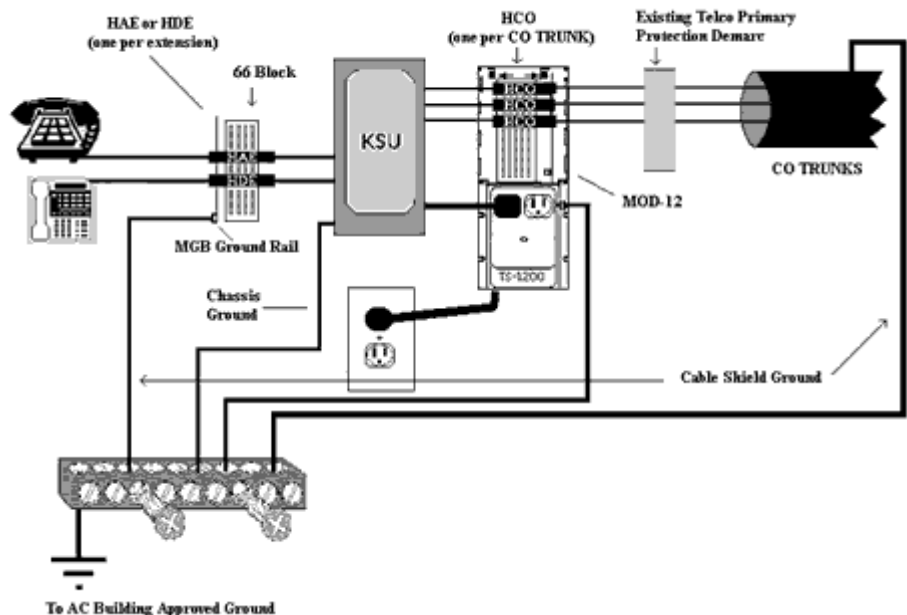 HAE or HDE
(one per extension)
66 Block
HCO
(one per CO TRUNK)
Existing Telco Primary
Protection Demarc
KSU
HCO
HCO
HCO
HAE
HDE
CO TRUNKS
MOD-12
MGB Ground Rail
TS-1200
Chassis
Ground
Cable Shield Ground
To AC Building Approved Ground